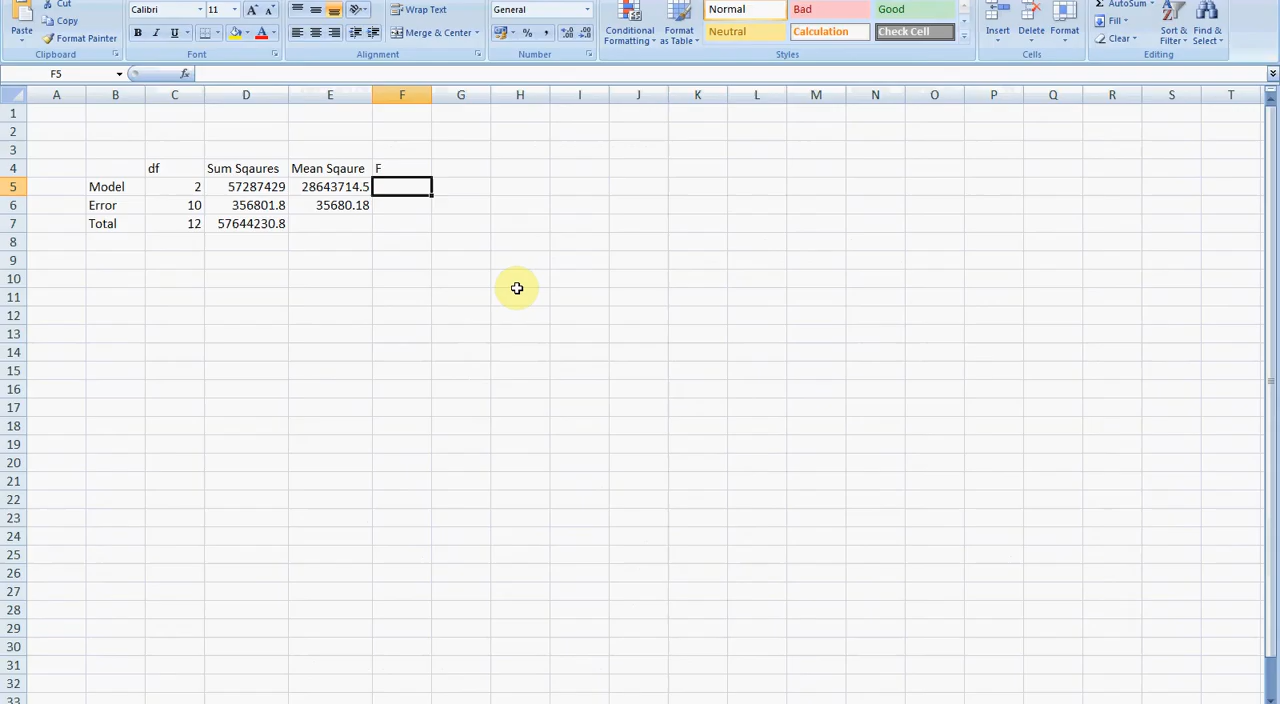 Cut
Copy
Paste
Format Painter
Clipboard
Calibri
11
B I U
Font
Wrap Text
Merge & Center
Alignment
General
$ % ,
Number
Conditional Formatting
Format as Table
Normal
Bad
Good
Neutral
Calculation
Check Cell
Styles
Insert
Delete
Format
Cells
AutoSum
Fill
Clear
Sort & Filter
Find & Select
Editing
F5
fx
A B C D E F G H I J K L M N O P Q R S T
1
2
3
4 df Sum Sqaures Mean Sqaure F
5 Model 2 57287429 28643714.5
6 Error 10 356801.8 35680.18
7 Total 12 57644230.8
8
9
10
11
12
13
14
15
16
17
18
19
20
21
22
23
24
25
26
27
28
29
30
31
32
33